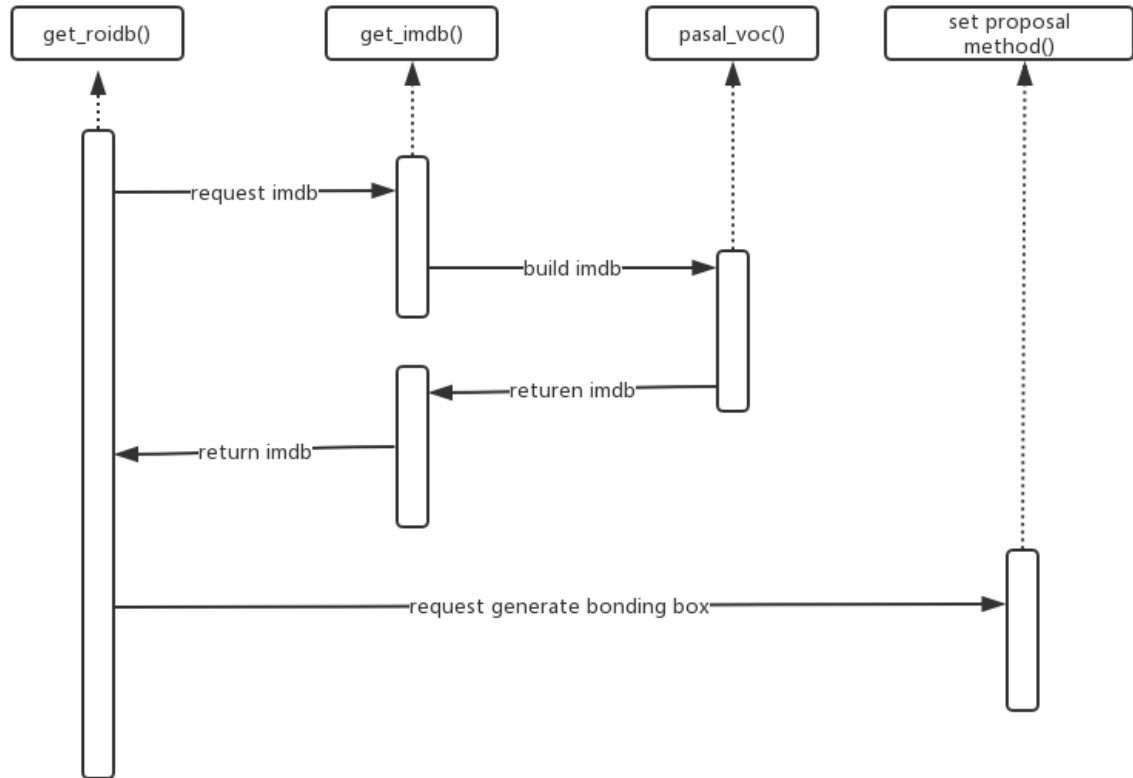 get_roidb()
get_imdb()
pasal_voc()
set proposal
method()
request imdb
build imdb
returen imdb
return imdb
request generate bonding box